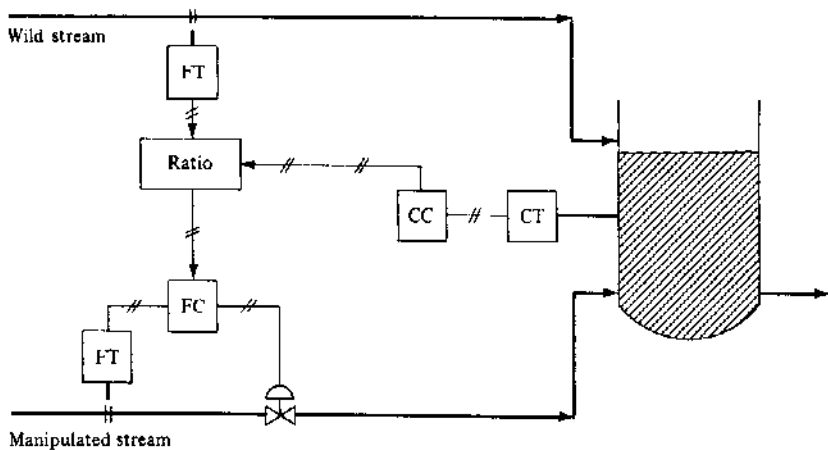 Wild stream
FT
Ratio
CC
CT
FC
FT
Manipulated stream